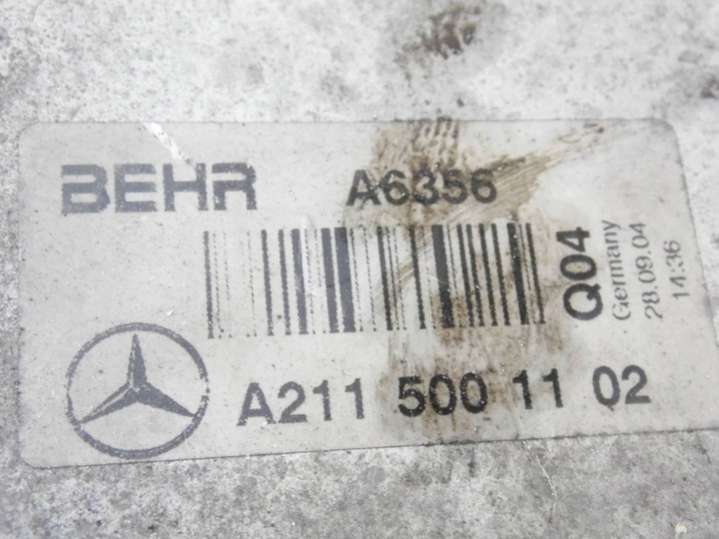 BEHR A6356
Q04
Germany
28.09.04
14:36
A211 500 11 02